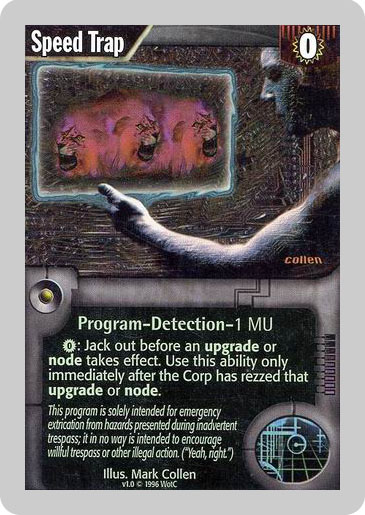 Speed Trap
0
collen
Program-Detection-1 MU
0: Jack out before an upgrade or
node takes effect. Use this ability only
immediately after the Corp has rezzed that
upgrade or node.
This program is solely intended for emergency
extrication from hazards presented during inadvertent
trespass; it in no way is intended to encourage
willful trespass or other illegal action. ("Yeah, right.")
Illus. Mark Collen
v1.0 © 1996 WotC